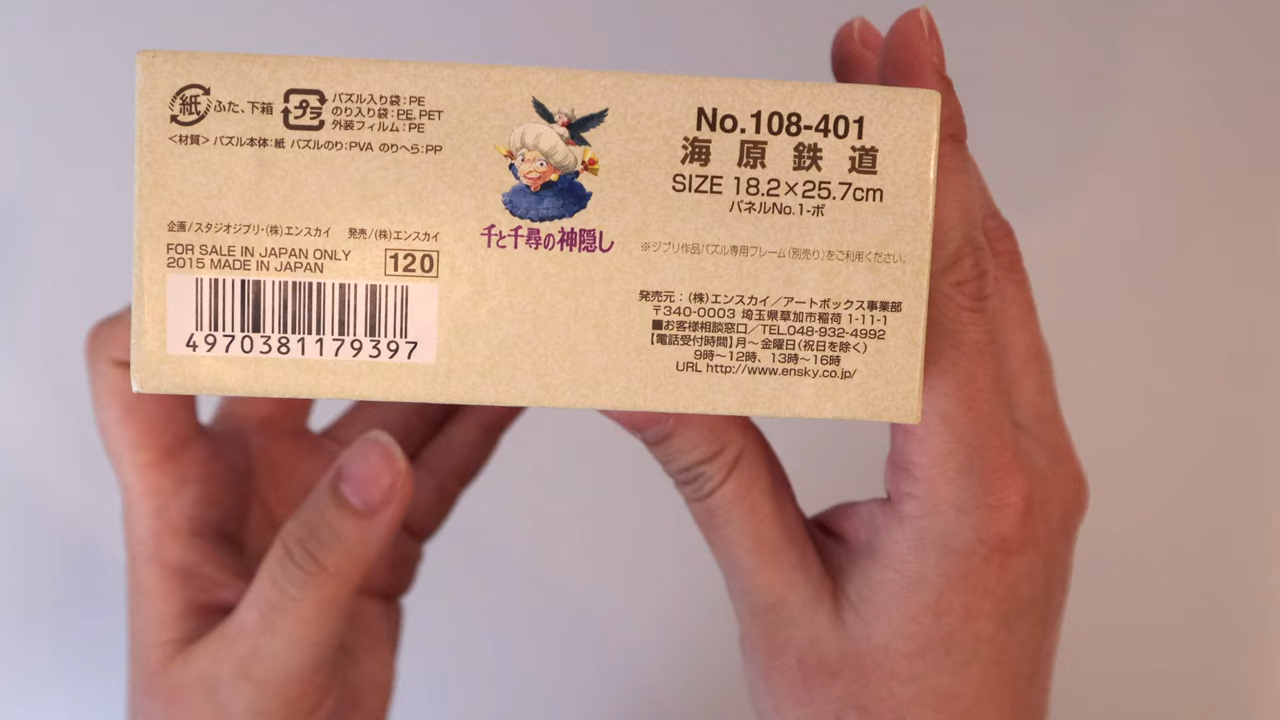 紙 ふた、下箱
プラ パズル入り袋：PE
のり入り袋：PE, PET
外装フィルム：PE
＜材質＞パズル本体：紙 パズルのり：PVA のりへら：PP
企画/スタジオジブリ・(株)エンスカイ 発売/(株)エンスカイ
FOR SALE IN JAPAN ONLY
2015 MADE IN JAPAN 120
4970381179397
千と千尋の神隠し
No.108-401
海原鉄道
SIZE 18.2×25.7cm
パネルNo.1-ボ
※ジブリ作品パズル専用フレーム(別売り)をご利用ください。
発売元：(株)エンスカイ／アートボックス事業部
〒340-0003 埼玉県草加市稲荷 1-11-1
■お客様相談窓口／TEL.048-932-4992
【電話受付時間】月～金曜日(祝日を除く)
9時～12時、13時～16時
URL http://www.ensky.co.jp/